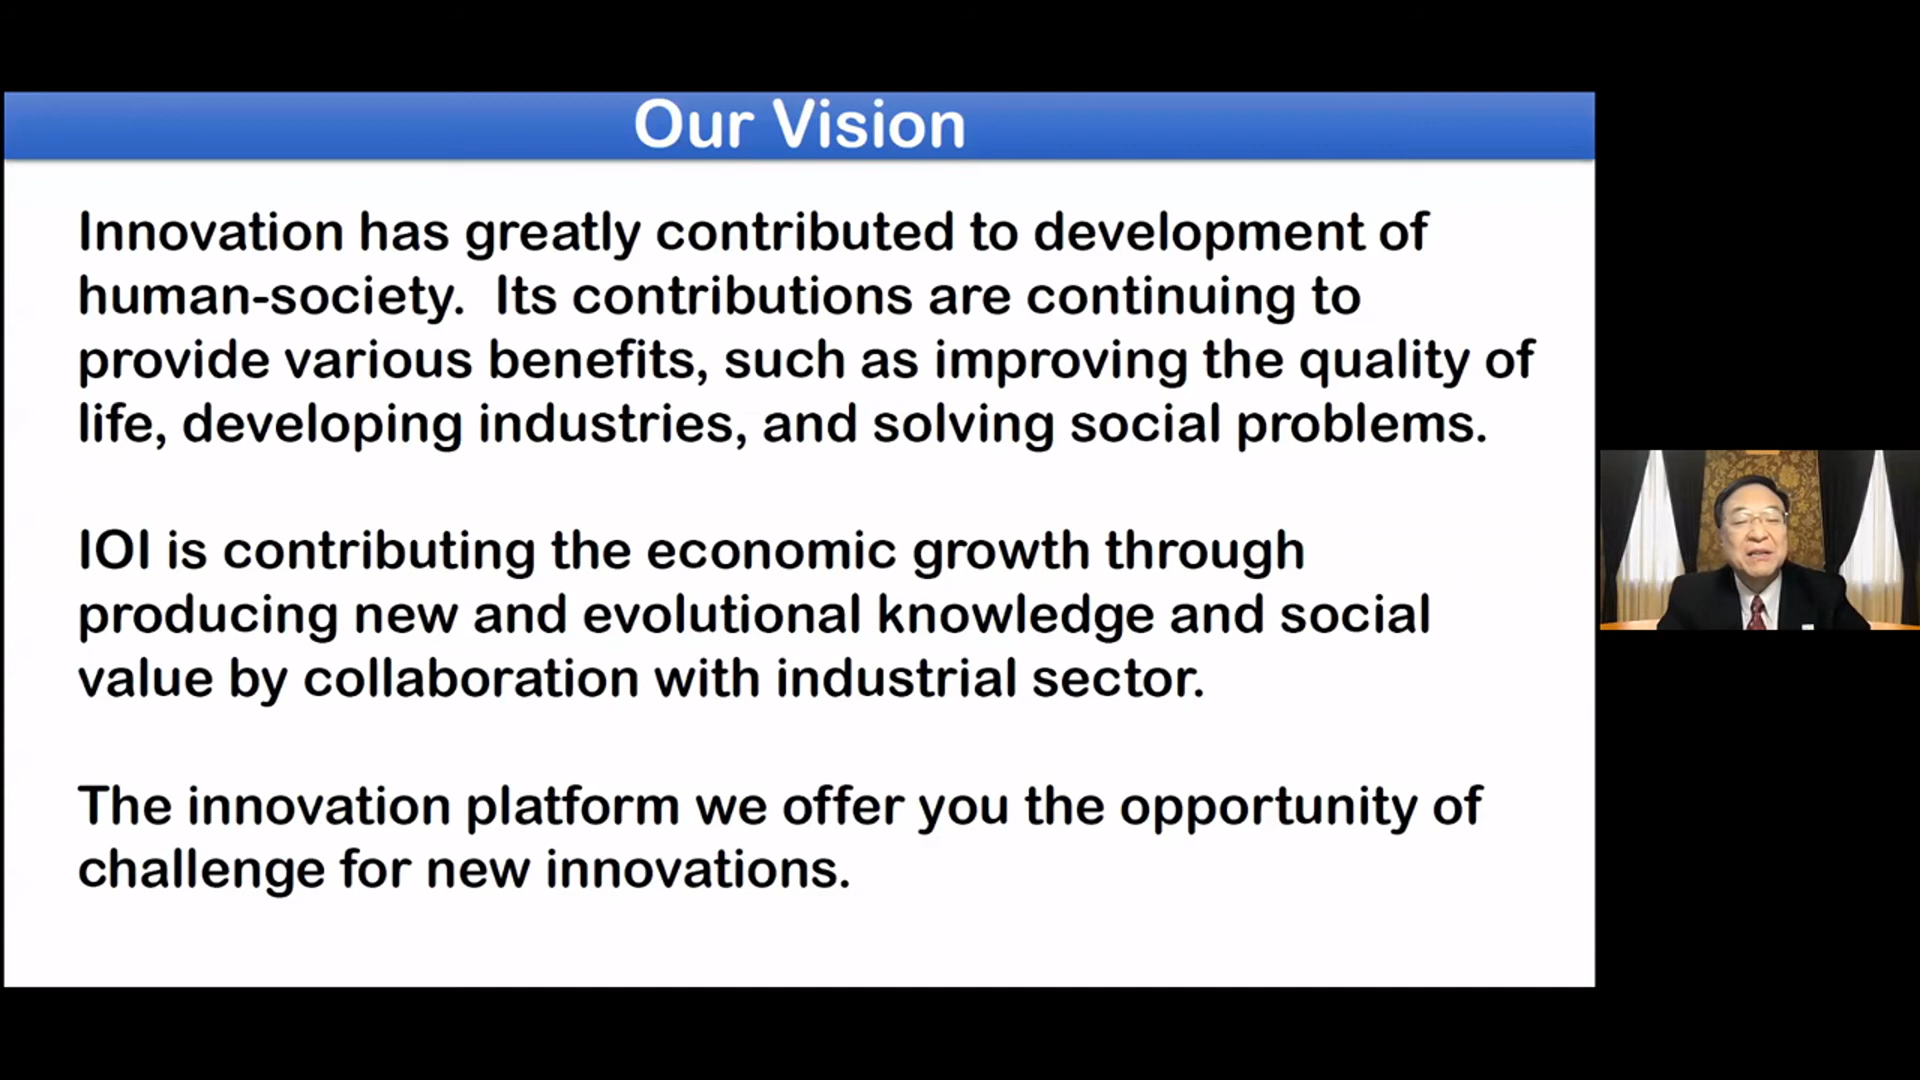 Our Vision
Innovation has greatly contributed to development of
human-society.  Its contributions are continuing to
provide various benefits, such as improving the quality of
life, developing industries, and solving social problems.
IOI is contributing the economic growth through
producing new and evolutional knowledge and social
value by collaboration with industrial sector.
The innovation platform we offer you the opportunity of
challenge for new innovations.